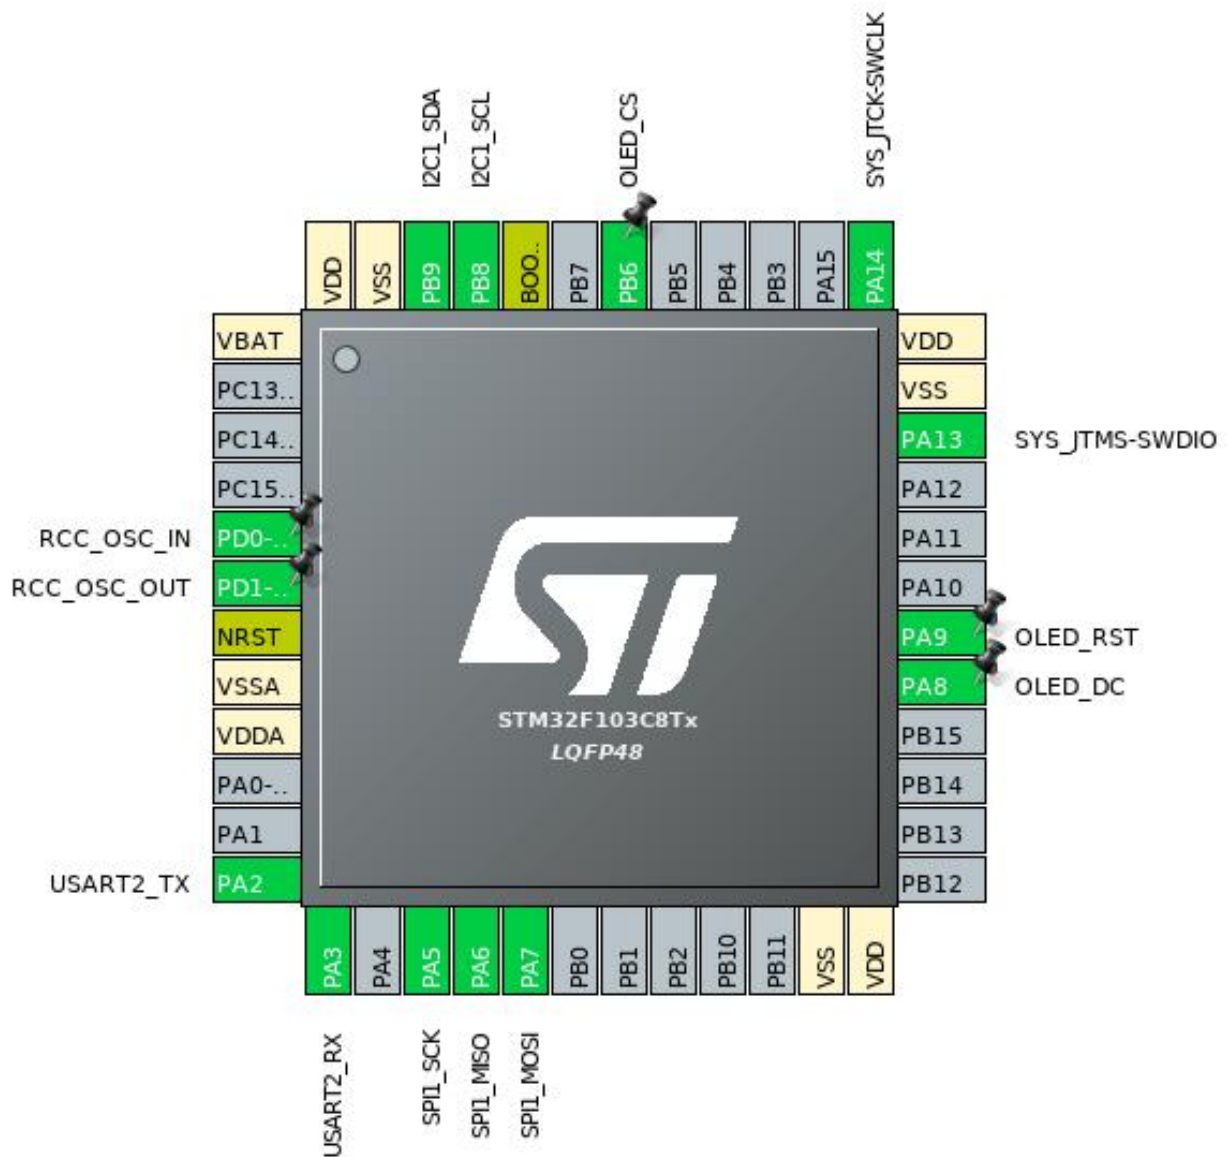 I2C1_SDA
I2C1_SCL
OLED_CS
SYS_JTCK-SWCLK
VDD
VSS
PB9
PB8
BOO..
PB7
PB6
PB5
PB4
PB3
PA15
PA14
VBAT
PC13..
PC14..
PC15..
RCC_OSC_IN PD0-..
RCC_OSC_OUT PD1-..
NRST
VSSA
VDDA
PA0-..
PA1
USART2_TX PA2
VDD
VSS
PA13 SYS_JTMS-SWDIO
PA12
PA11
PA10
PA9 OLED_RST
PA8 OLED_DC
PB15
PB14
PB13
PB12
ST
STM32F103C8Tx
LQFP48
PA3
PA4
PA5
PA6
PA7
PB0
PB1
PB2
PB10
PB11
VSS
VDD
USART2_RX
SPI1_SCK
SPI1_MISO
SPI1_MOSI